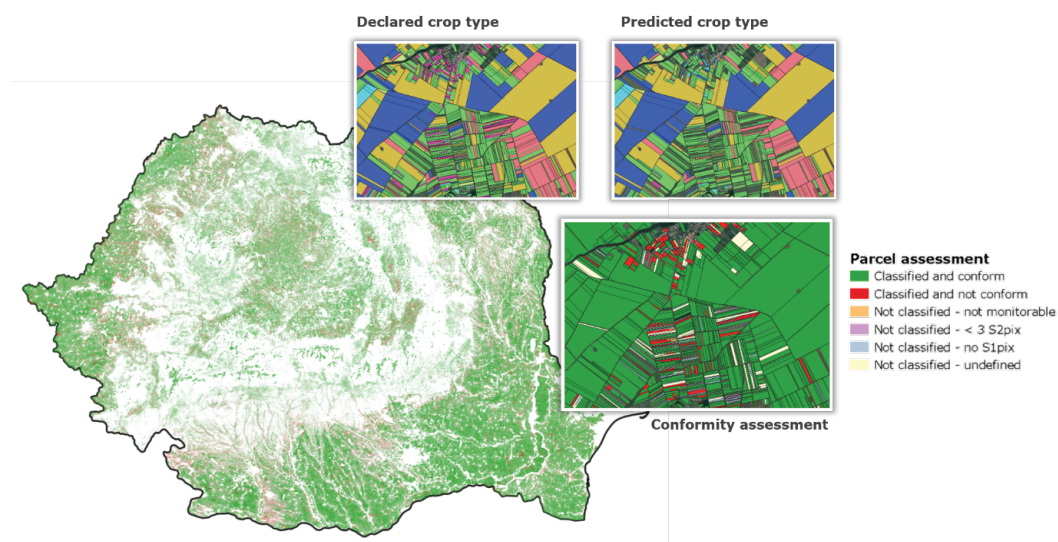 Declared crop type
Predicted crop type
Parcel assessment
Classified and conform
Classified and not conform
Not classified - not monitorable
Not classified - < 3 S2pix
Not classified - no S1pix
Not classified - undefined
Conformity assessment